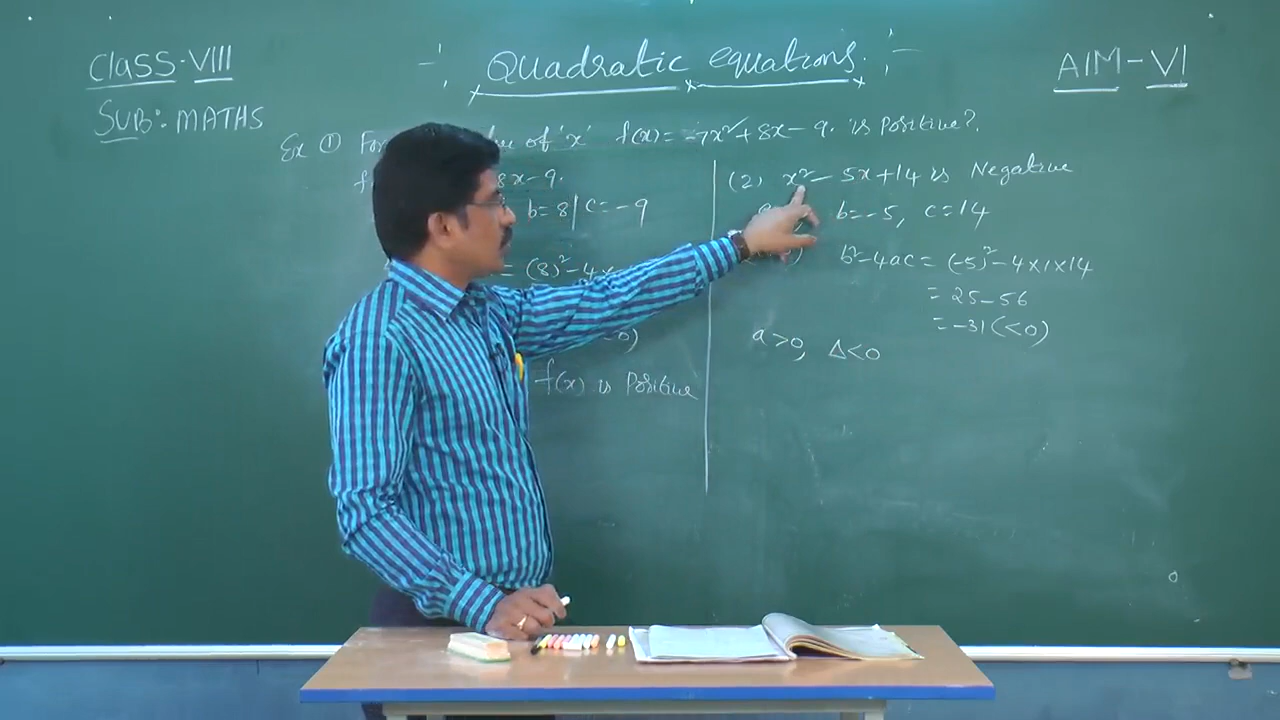 CLASS-VIII
SUB:- MATHS
Quadratic equations.
AIM-VI
Ex ① For of 'x' f(x) = -7x²+8x-9. is Positive?.
8x-9.
b=8 | c=-9
= (8)²-4×
f(x) is Positive
(2) x²- 5x+14 is Negative
b=-5, c=14
b²-4ac = (-5)²-4×1×14
= 25-56
= -31(<0)
a>0, Δ<0